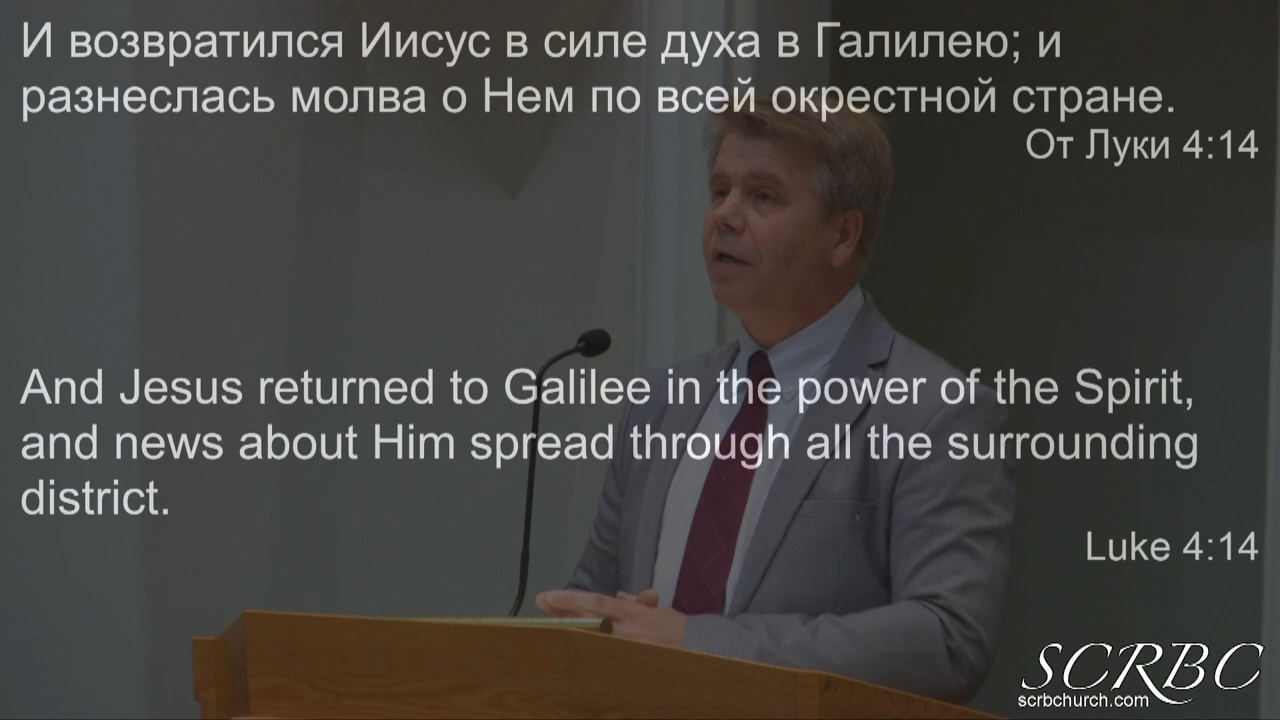 И возвратился Иисус в силе духа в Галилею; и
разнеслась молва о Нем по всей окрестной стране.
От Луки 4:14
And Jesus returned to Galilee in the power of the Spirit,
and news about Him spread through all the surrounding
district.
Luke 4:14
SCRBC
scrbchurch.com